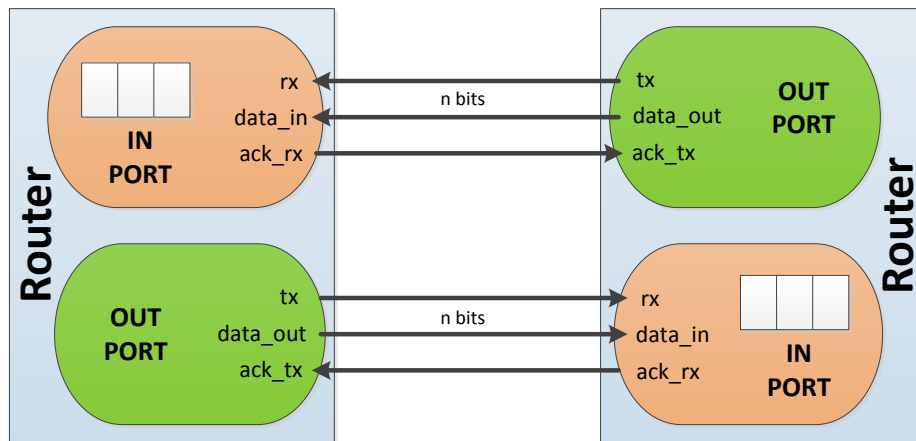 Router
rx
data_in
ack_rx
IN
PORT
n bits
tx
data_out
ack_tx
OUT
PORT
Router
OUT
PORT
tx
data_out
ack_tx
n bits
rx
data_in
ack_rx
IN
PORT